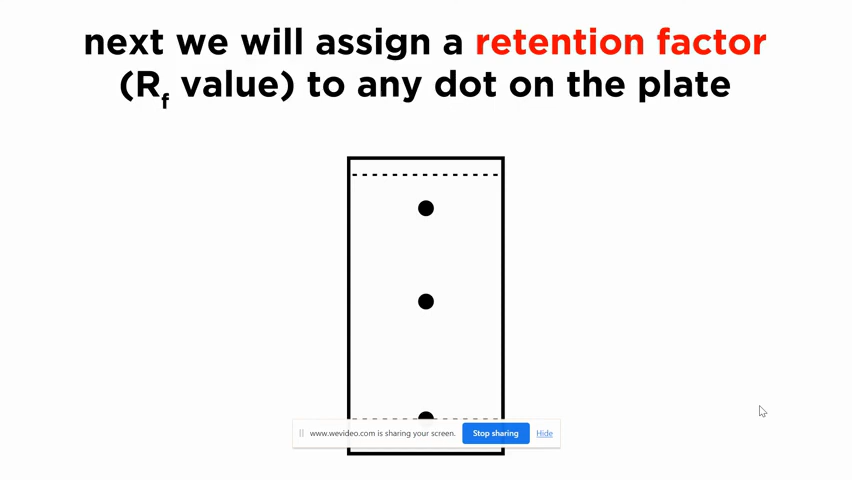 next we will assign a retention factor
(Rf value) to any dot on the plate
www.wevideo.com is sharing your screen. Stop sharing Hide